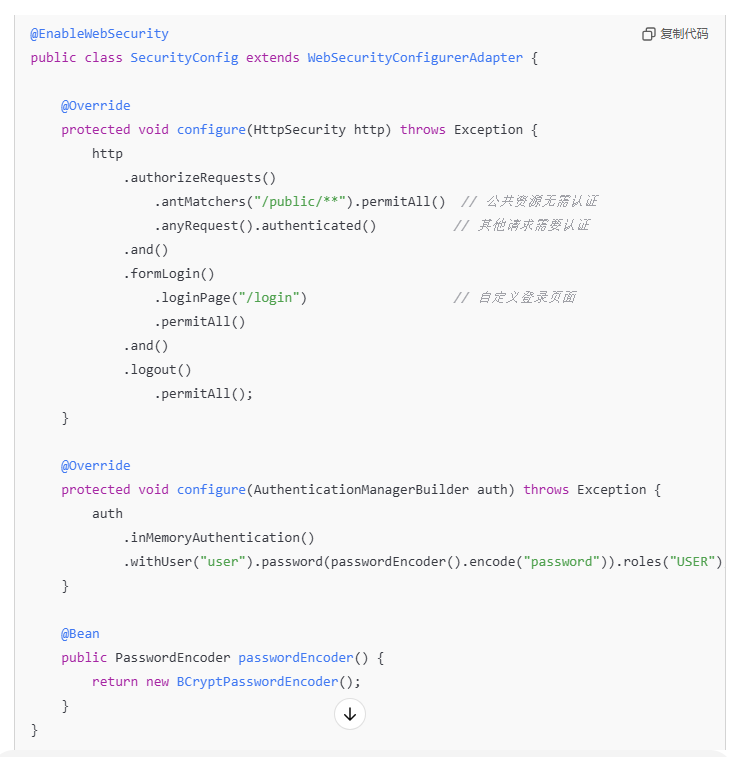 @EnableWebSecurity
复制代码
public class SecurityConfig extends WebSecurityConfigurerAdapter {
@Override
protected void configure(HttpSecurity http) throws Exception {
http
.authorizeRequests()
.antMatchers("/public/**").permitAll() // 公共资源无需认证
.anyRequest().authenticated() // 其他请求需要认证
.and()
.formLogin()
.loginPage("/login") // 自定义登录页面
.permitAll()
.and()
.logout()
.permitAll();
}
@Override
protected void configure(AuthenticationManagerBuilder auth) throws Exception {
auth
.inMemoryAuthentication()
.withUser("user").password(passwordEncoder().encode("password")).roles("USER")
}
@Bean
public PasswordEncoder passwordEncoder() {
return new BCryptPasswordEncoder();
}
}